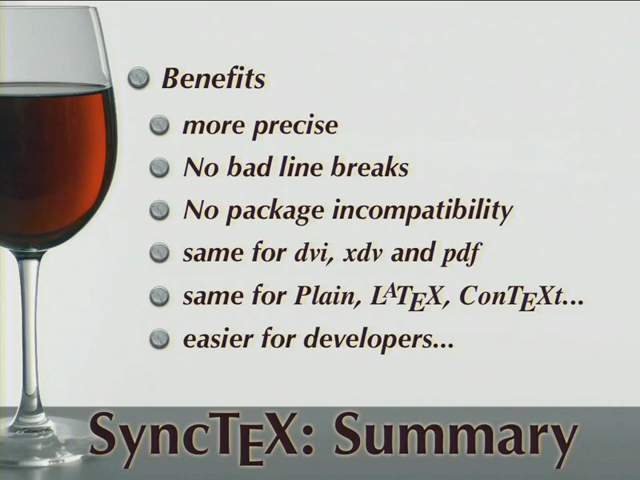 Benefits
more precise
No bad line breaks
No package incompatibility
same for dvi, xdv and pdf
same for Plain, LATEX, ConTEXt...
easier for developers...
SyncTEX: Summary